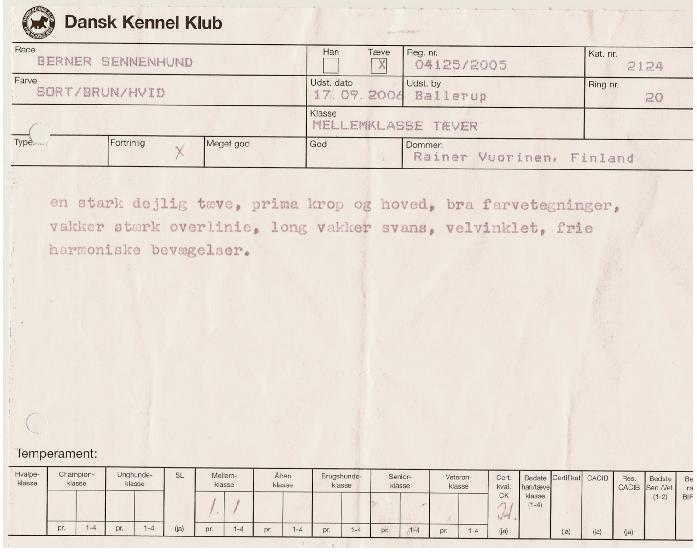 Dansk Kennel Klub
Race
BERNER SENNENHUND
Han
Tæve
X
Reg. nr.
04125/2005
Kat. nr.
2124
Farve
SORT/BRUN/HVID
Udst. dato
17. 09. 2006
Udst. by
Ballerup
Ring nr.
20
Klasse
MELLEMKLASSE TÆVER
Fortrinlig
X
Meget god
God
Dommer:
Rainer Vuorinen, Finland
en stark dejlig tæve, prima krop og hoved, bra farvetegninger,
vakker stærk overlinie, long vakker svans, velvinklet, frie
harmoniske bevægelser.
Temperament:
Hvalpe-
klasse
Champion-
klasse
Unghunde-
klasse
SL
Mellem-
klasse
Åben
klasse
Brugshunde-
klasse
Senior-
klasse
Veteran-
klasse
Cert.
kval.
CK
Bedste
han/tæve
klasse
(1-4)
Certifikat
CACID
Res.
CACIB
Bedste
Sen./Vet.
(1-2)
1. 1
pr. 1-4 pr. 1-4 (ja) pr. 1-4 pr. 1-4 pr. 1-4 pr. 1-4 pr. 1-4 (ja) (ja) (ja) (ja)